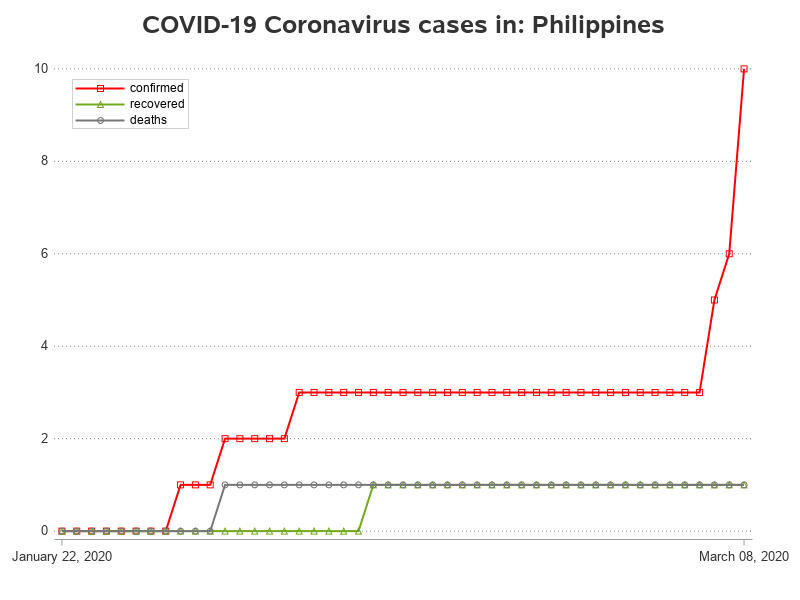 COVID-19 Coronavirus cases in: Philippines
10
confirmed
recovered
deaths
8
6
4
2
0
January 22, 2020
March 08, 2020